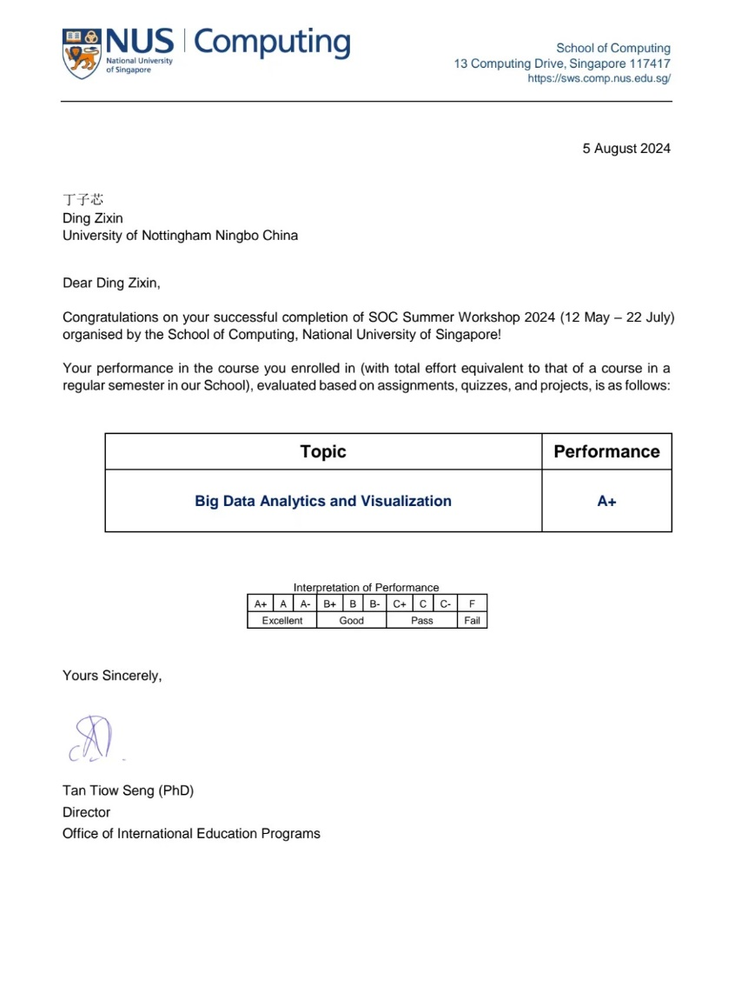 NUS | Computing
National University
of Singapore
School of Computing
13 Computing Drive, Singapore 117417
https://sws.comp.nus.edu.sg/
5 August 2024
丁子芯
Ding Zixin
University of Nottingham Ningbo China
Dear Ding Zixin,
Congratulations on your successful completion of SOC Summer Workshop 2024 (12 May – 22 July)
organised by the School of Computing, National University of Singapore!
Your performance in the course you enrolled in (with total effort equivalent to that of a course in a
regular semester in our School), evaluated based on assignments, quizzes, and projects, is as follows:
Topic Performance
Big Data Analytics and Visualization A+
Interpretation of Performance
A+ A A- B+ B B- C+ C C- F
Excellent Good Pass Fail
Yours Sincerely,
Tan Tiow Seng (PhD)
Director
Office of International Education Programs